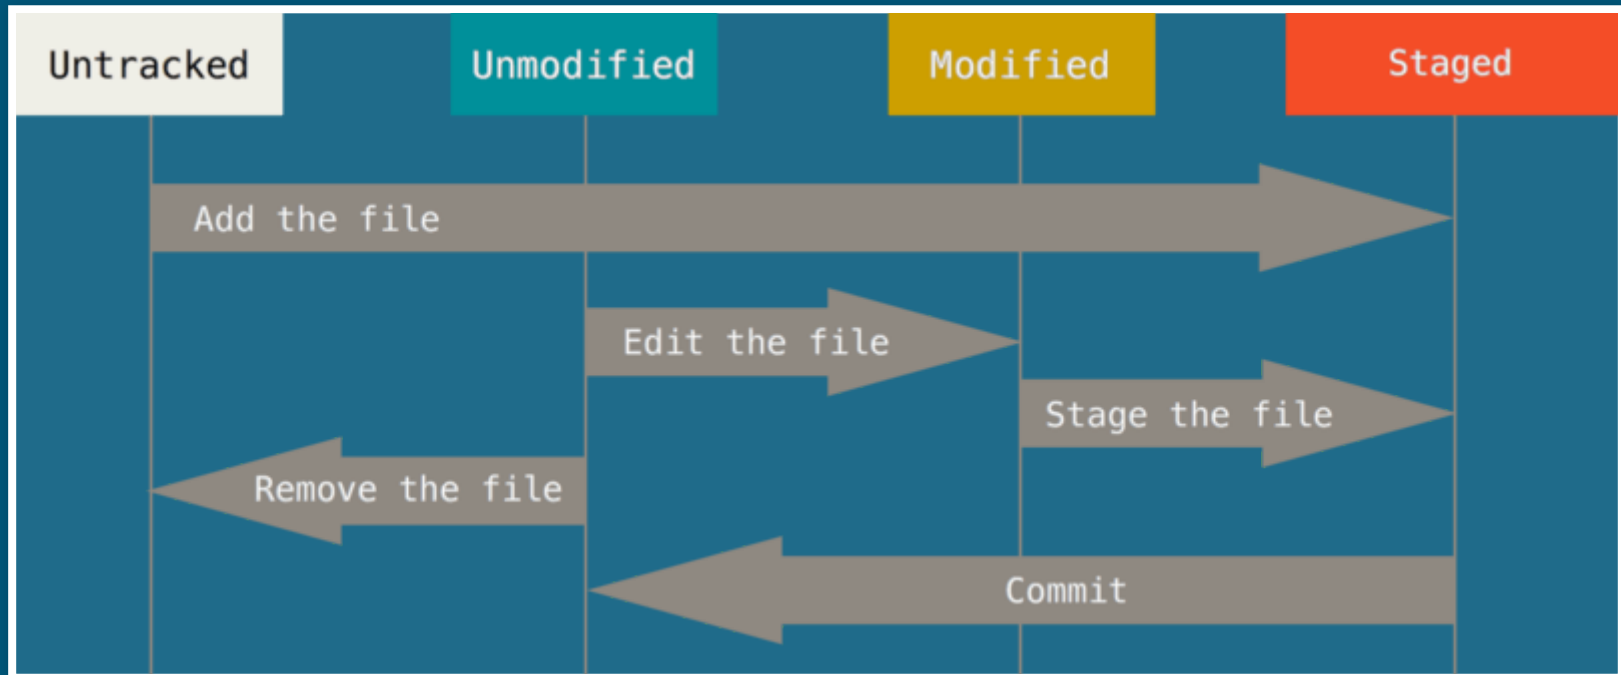 Untracked
Unmodified
Modified
Staged
Add the file
Edit the file
Stage the file
Remove the file
Commit